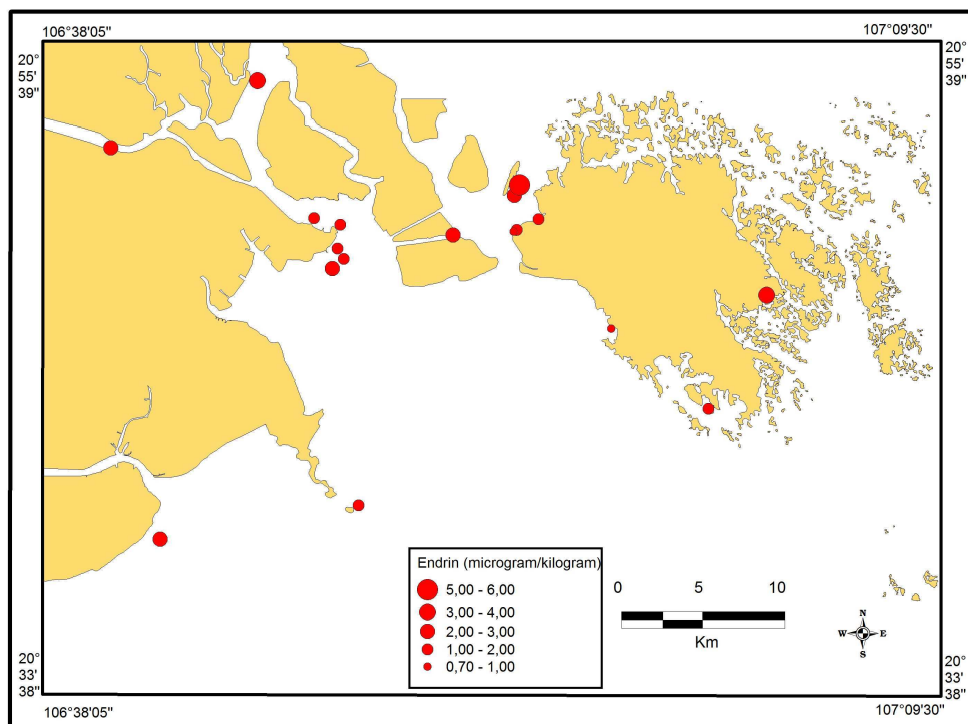 106°38'05"
107°09'30"
20°
55'
39"
20°
55'
39"
Endrin (microgram/kilogram)
5,00 - 6,00
3,00 - 4,00
2,00 - 3,00
1,00 - 2,00
0,70 - 1,00
0 5 10
Km
N
W E
S
20°
33'
38"
20°
33'
38"
106°38'05"
107°09'30"